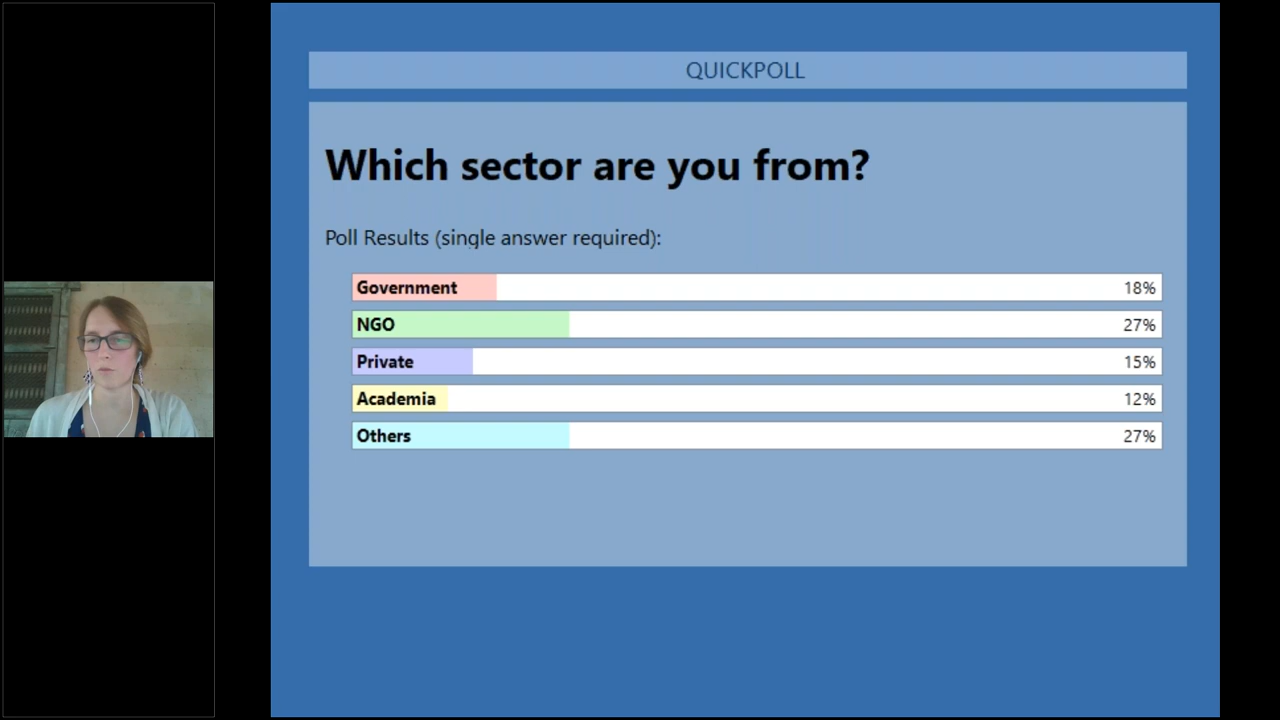 QUICKPOLL
Which sector are you from?
Poll Results (single answer required):
Government 18%
NGO 27%
Private 15%
Academia 12%
Others 27%